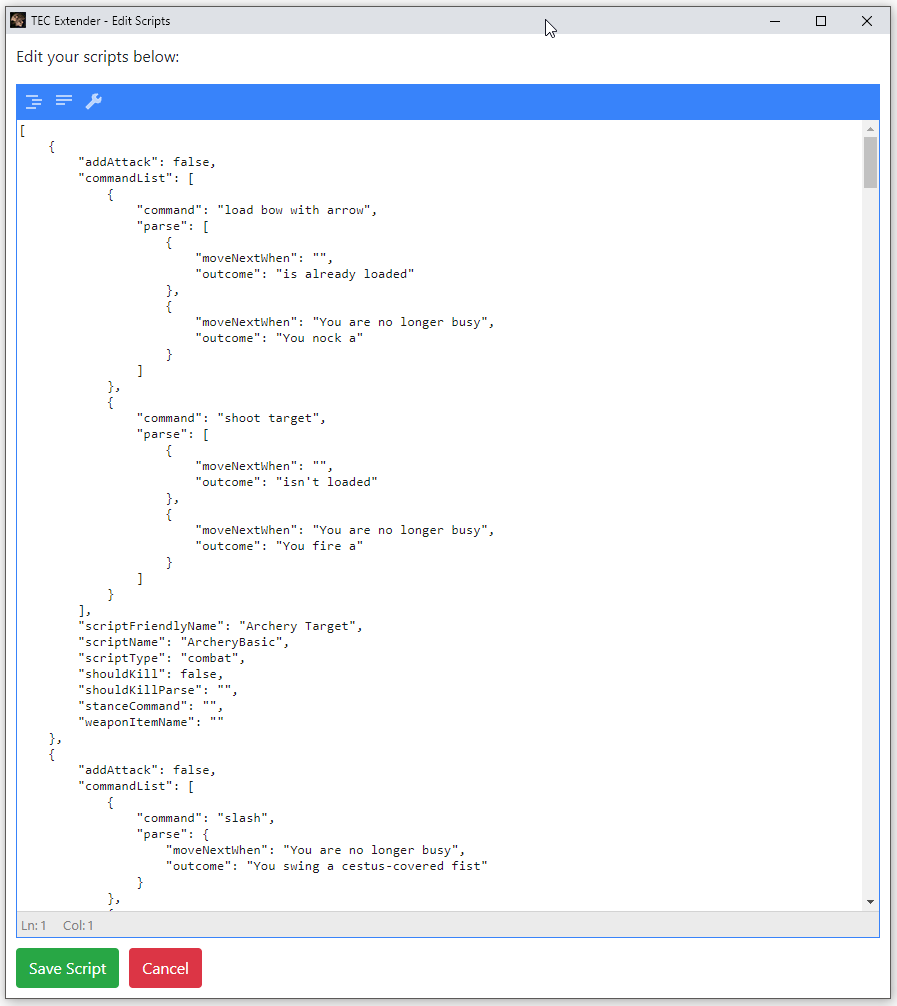 TEC Extender - Edit Scripts
Edit your scripts below:
[
    {
        "addAttack": false,
        "commandList": [
            {
                "command": "load bow with arrow",
                "parse": [
                    {
                        "moveNextWhen": "",
                        "outcome": "is already loaded"
                    },
                    {
                        "moveNextWhen": "You are no longer busy",
                        "outcome": "You nock a"
                    }
                ]
            },
            {
                "command": "shoot target",
                "parse": [
                    {
                        "moveNextWhen": "",
                        "outcome": "isn't loaded"
                    },
                    {
                        "moveNextWhen": "You are no longer busy",
                        "outcome": "You fire a"
                    }
                ]
            }
        ],
        "scriptFriendlyName": "Archery Target",
        "scriptName": "ArcheryBasic",
        "scriptType": "combat",
        "shouldKill": false,
        "shouldKillParse": "",
        "stanceCommand": "",
        "weaponItemName": ""
    },
    {
        "addAttack": false,
        "commandList": [
            {
                "command": "slash",
                "parse": {
                    "moveNextWhen": "You are no longer busy",
                    "outcome": "You swing a cestus-covered fist"
                }
            },
Ln: 1 Col: 1
Save Script Cancel